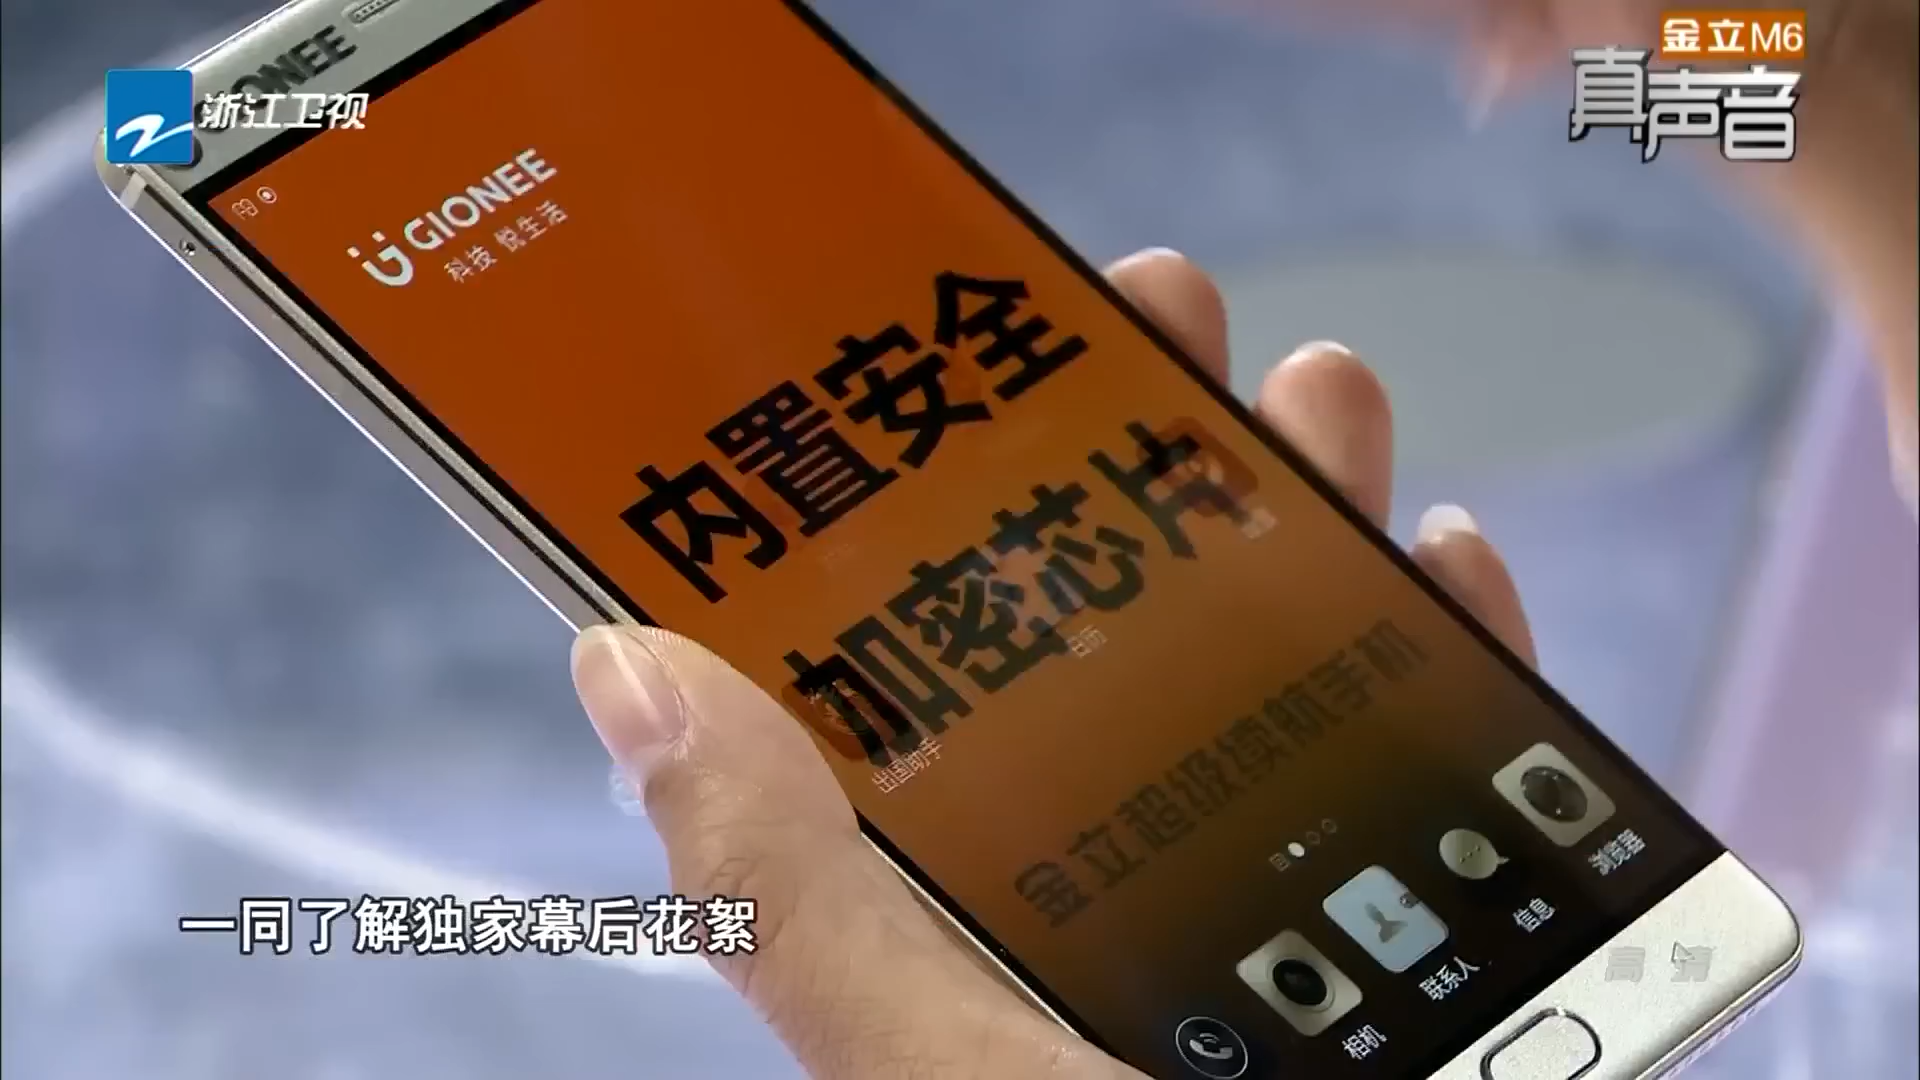 金立M6
真声音
浙江卫视
GIONEE
GIONEE
科技 悦生活
内置安全
加密芯片
日历
出国助手
金立超级续航手机
浏览器
信息
联系人
相机
一同了解独家幕后花絮
高清